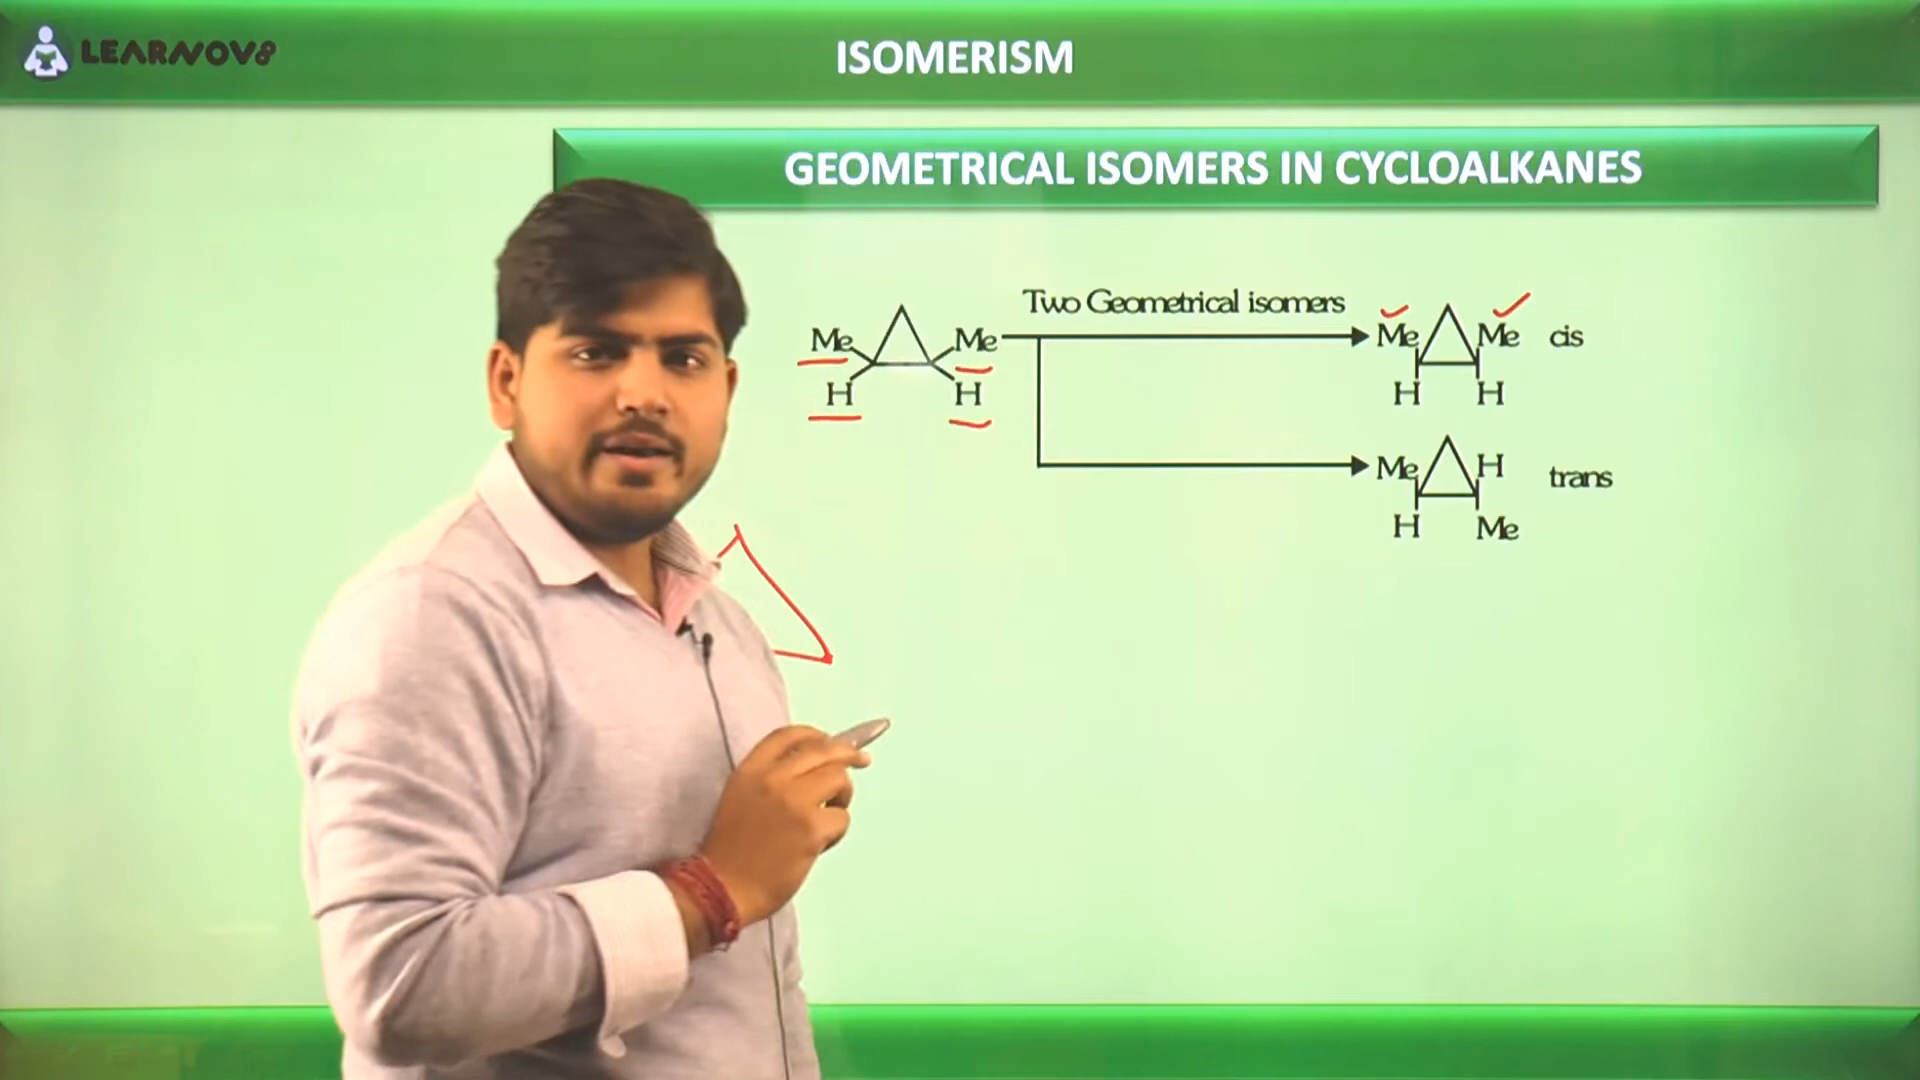 LEARNOV8
ISOMERISM
GEOMETRICAL ISOMERS IN CYCLOALKANES
Two Geometrical isomers
Me Me
H H
Me Me cis
H H
Me H trans
H Me